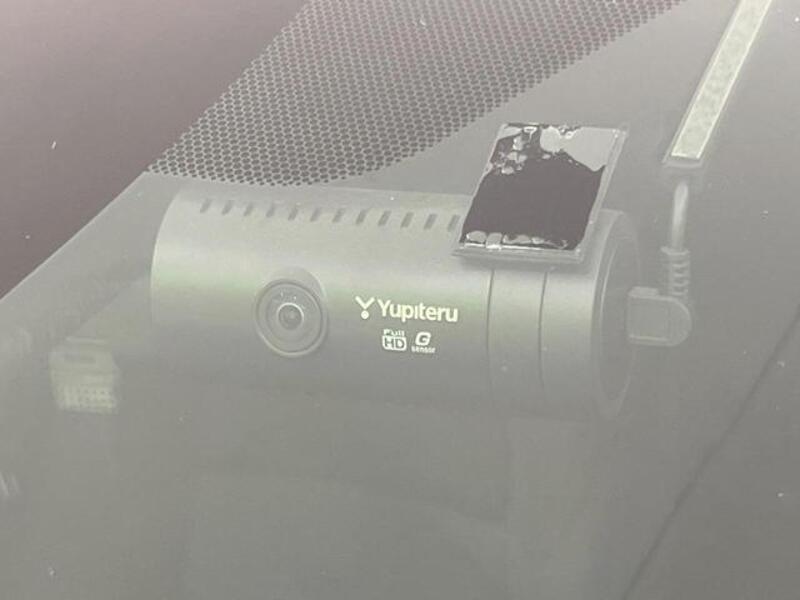 Yupiteru
Full
HD
G
sensor